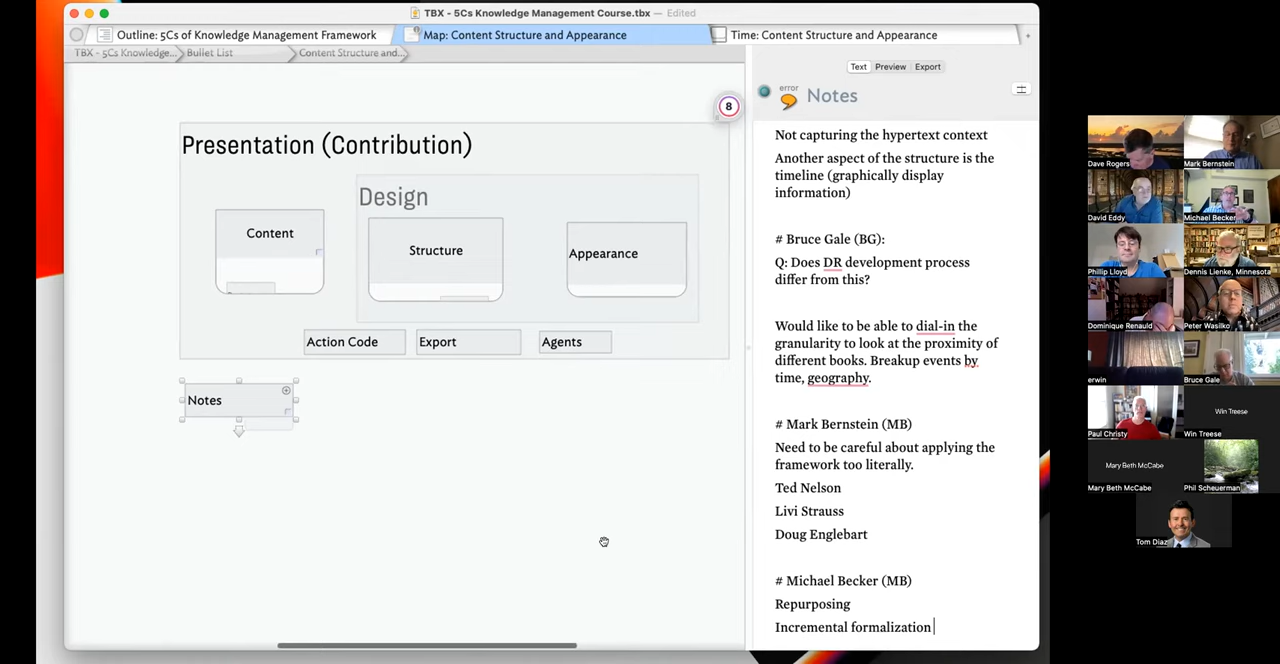 TBX - 5Cs Knowledge Management Course.tbx — Edited
Outline: 5Cs of Knowledge Management Framework
Map: Content Structure and Appearance
Time: Content Structure and Appearance
+
TBX - 5Cs Knowledge...
Bullet List
Content Structure and...
8
Presentation (Contribution)
Design
Content
Structure
Appearance
Action Code
Export
Agents
Notes
Text
Preview
Export
error
Notes
Not capturing the hypertext context
Another aspect of the structure is the
timeline (graphically display
information)
# Bruce Gale (BG):
Q: Does DR development process
differ from this?
Would like to be able to dial-in the
granularity to look at the proximity of
different books. Breakup events by
time, geography.
# Mark Bernstein (MB)
Need to be careful about applying the
framework too literally.
Ted Nelson
Livi Strauss
Doug Englebart
# Michael Becker (MB)
Repurposing
Incremental formalization
Dave Rogers
Mark Bernstein
David Eddy
Michael Becker
Phillip Lloyd
Dennis Lienke, Minnesota
Dominique Renauld
Peter Wasilko
erwin
Bruce Gale
Paul Christy
Win Treese
Win Treese
Mary Beth McCabe
Mary Beth McCabe
Phil Scheuerman
Tom Diaz